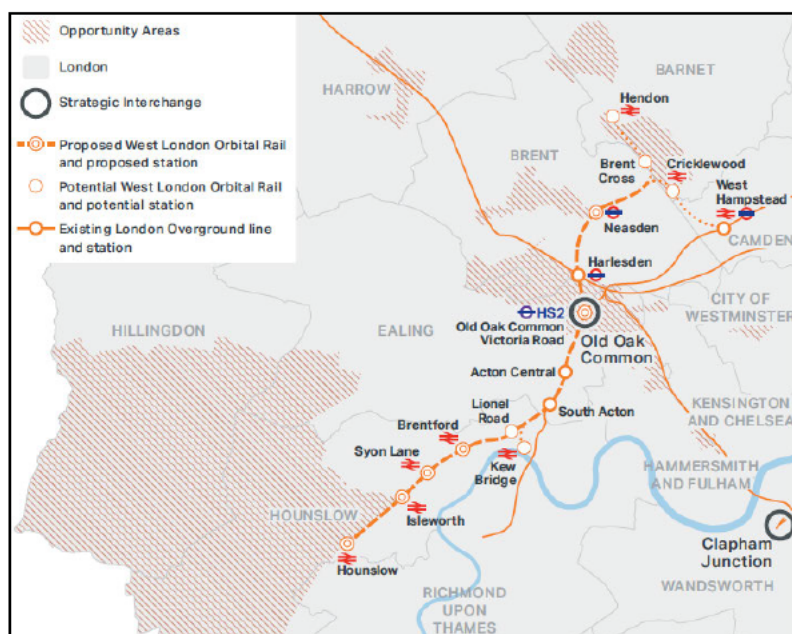 Opportunity Areas
London
Strategic Interchange
Proposed West London Orbital Rail
and proposed station
Potential West London Orbital Rail
and potential station
Existing London Overground line
and station
HARROW
BARNET
Hendon
BRENT
Brent
Cross
Cricklewood
West
Hampstead
Neasden
CAMDEN
Harlesden
HS2
Old Oak Common
Victoria Road
Old Oak
Common
CITY OF
WESTMINSTER
HILLINGDON
EALING
Acton Central
Lionel
Road
South Acton
KENSINGTON
AND CHELSEA
Brentford
Syon Lane
Kew
Bridge
HAMMERSMITH
AND FULHAM
HOUNSLOW
Isleworth
Hounslow
Clapham
Junction
RICHMOND
UPON
THAMES
WANDSWORTH